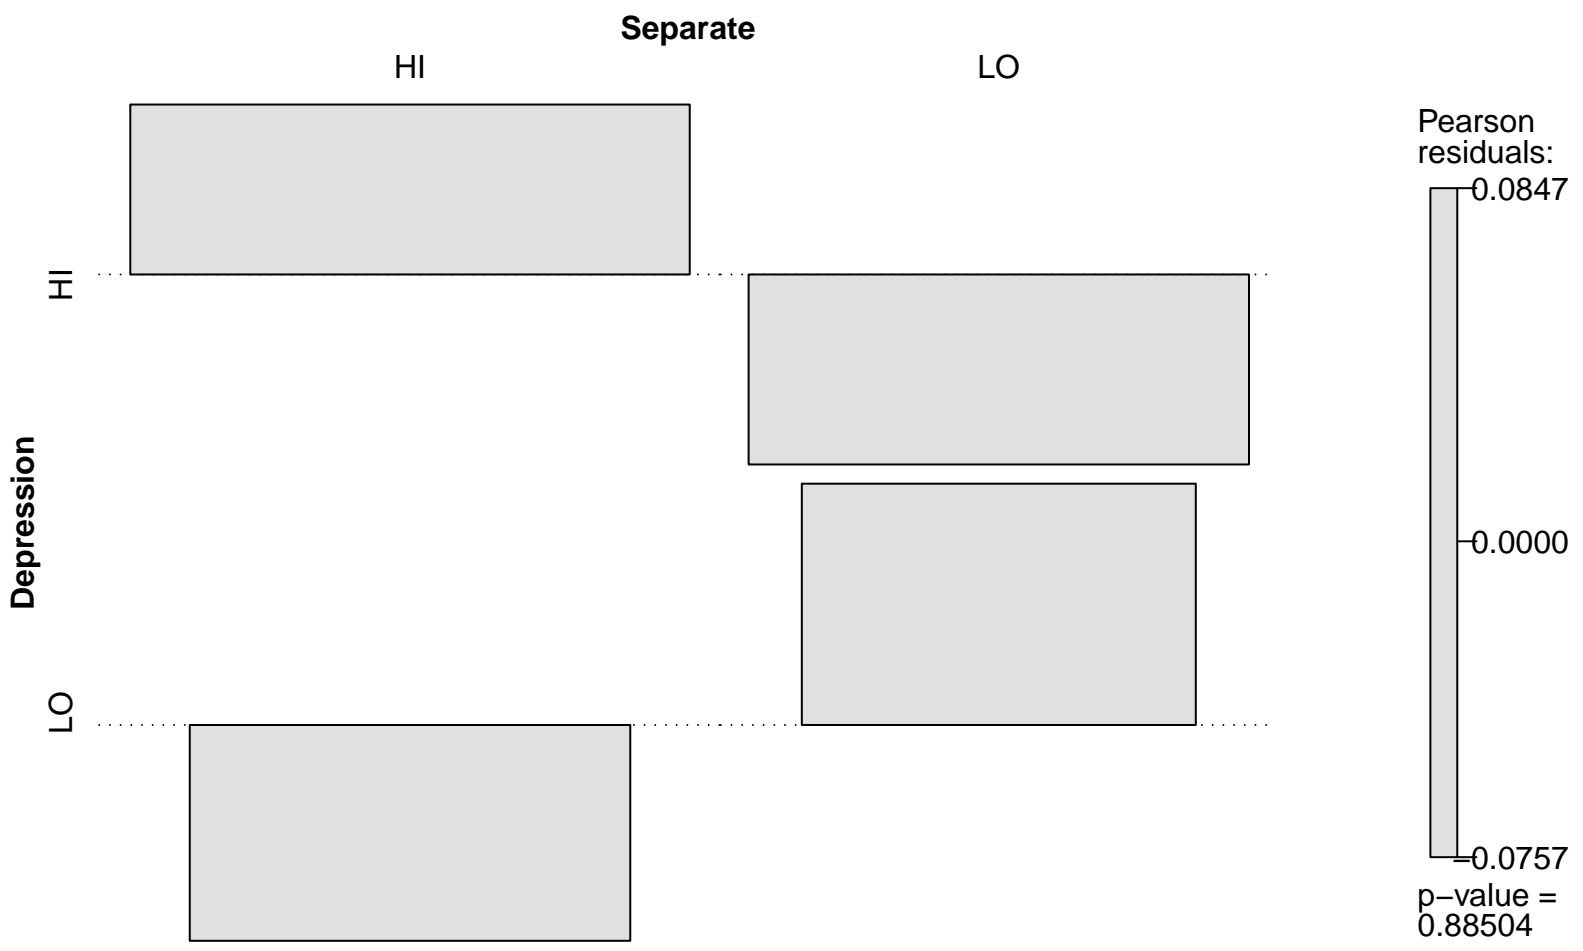 Separate
HI LO
Depression
HI
LO
Pearson
residuals:
0.0847
0.0000
−0.0757
p−value =
0.88504